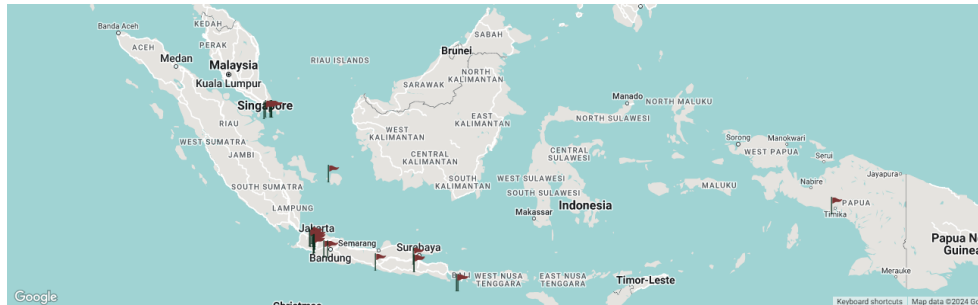 Banda Aceh
KEDAH
PERAK
ACEH
Medan
Malaysia
Kuala Lumpur
RIAU ISLANDS
SABAH
Brunei
NORTH
KALIMANTAN
SARAWAK
Singapore
RIAU
WEST SUMATRA
JAMBI
SOUTH SUMATRA
LAMPUNG
WEST
KALIMANTAN
EAST
KALIMANTAN
CENTRAL
KALIMANTAN
SOUTH
KALIMANTAN
Manado
NORTH MALUKU
NORTH SULAWESI
CENTRAL
SULAWESI
WEST SULAWESI
SOUTH
SULAWESI
Makassar
Indonesia
MALUKU
Sorong
Manokwari
WEST PAPUA
Serui
Nabire
Jayapura
PAPUA
Timika
Papua N
Guinea
Merauke
Jakarta
Bandung
Semarang
Surabaya
BALI
WEST NUSA
TENGGARA
EAST NUSA
TENGGARA
Timor-Leste
Christmas
Google
Keyboard shortcuts
Map data ©2024 Go